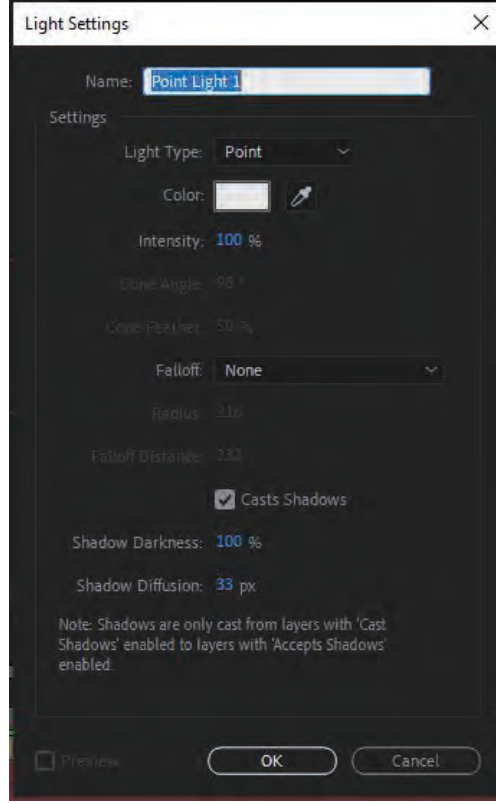 Light Settings
Name: Point Light 1
Settings
Light Type: Point
Color:
Intensity: 100 %
Cone Angle: 98 °
Cone Feather: 50 %
Falloff: None
Radius: 216
Falloff Distance: 232
Casts Shadows
Shadow Darkness: 100 %
Shadow Diffusion: 33 px
Note: Shadows are only cast from layers with 'Cast
Shadows' enabled to layers with 'Accepts Shadows'
enabled.
Preview
OK Cancel